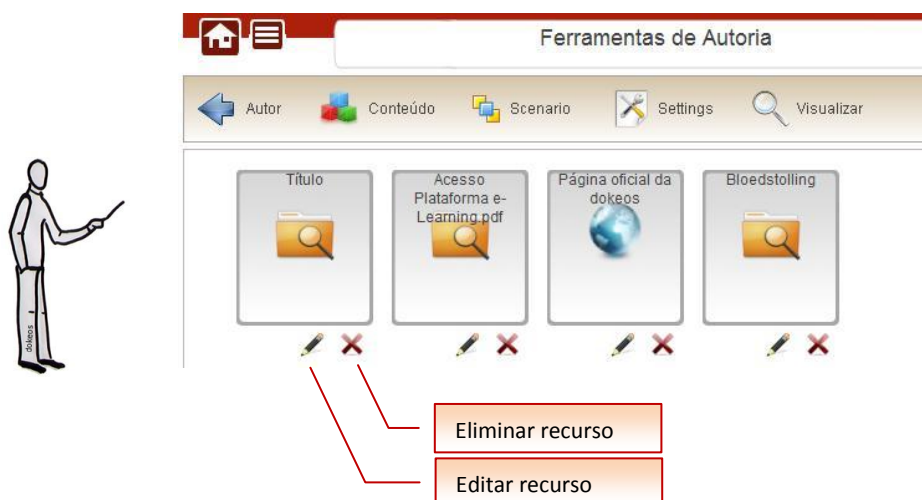 Ferramentas de Autoria
Autor
Conteúdo
Scenario
Settings
Visualizar
Título
Acesso
Plataforma e-
Learning.pdf
Página oficial da
dokeos
Bloedstolling
dokeos
Eliminar recurso
Editar recurso